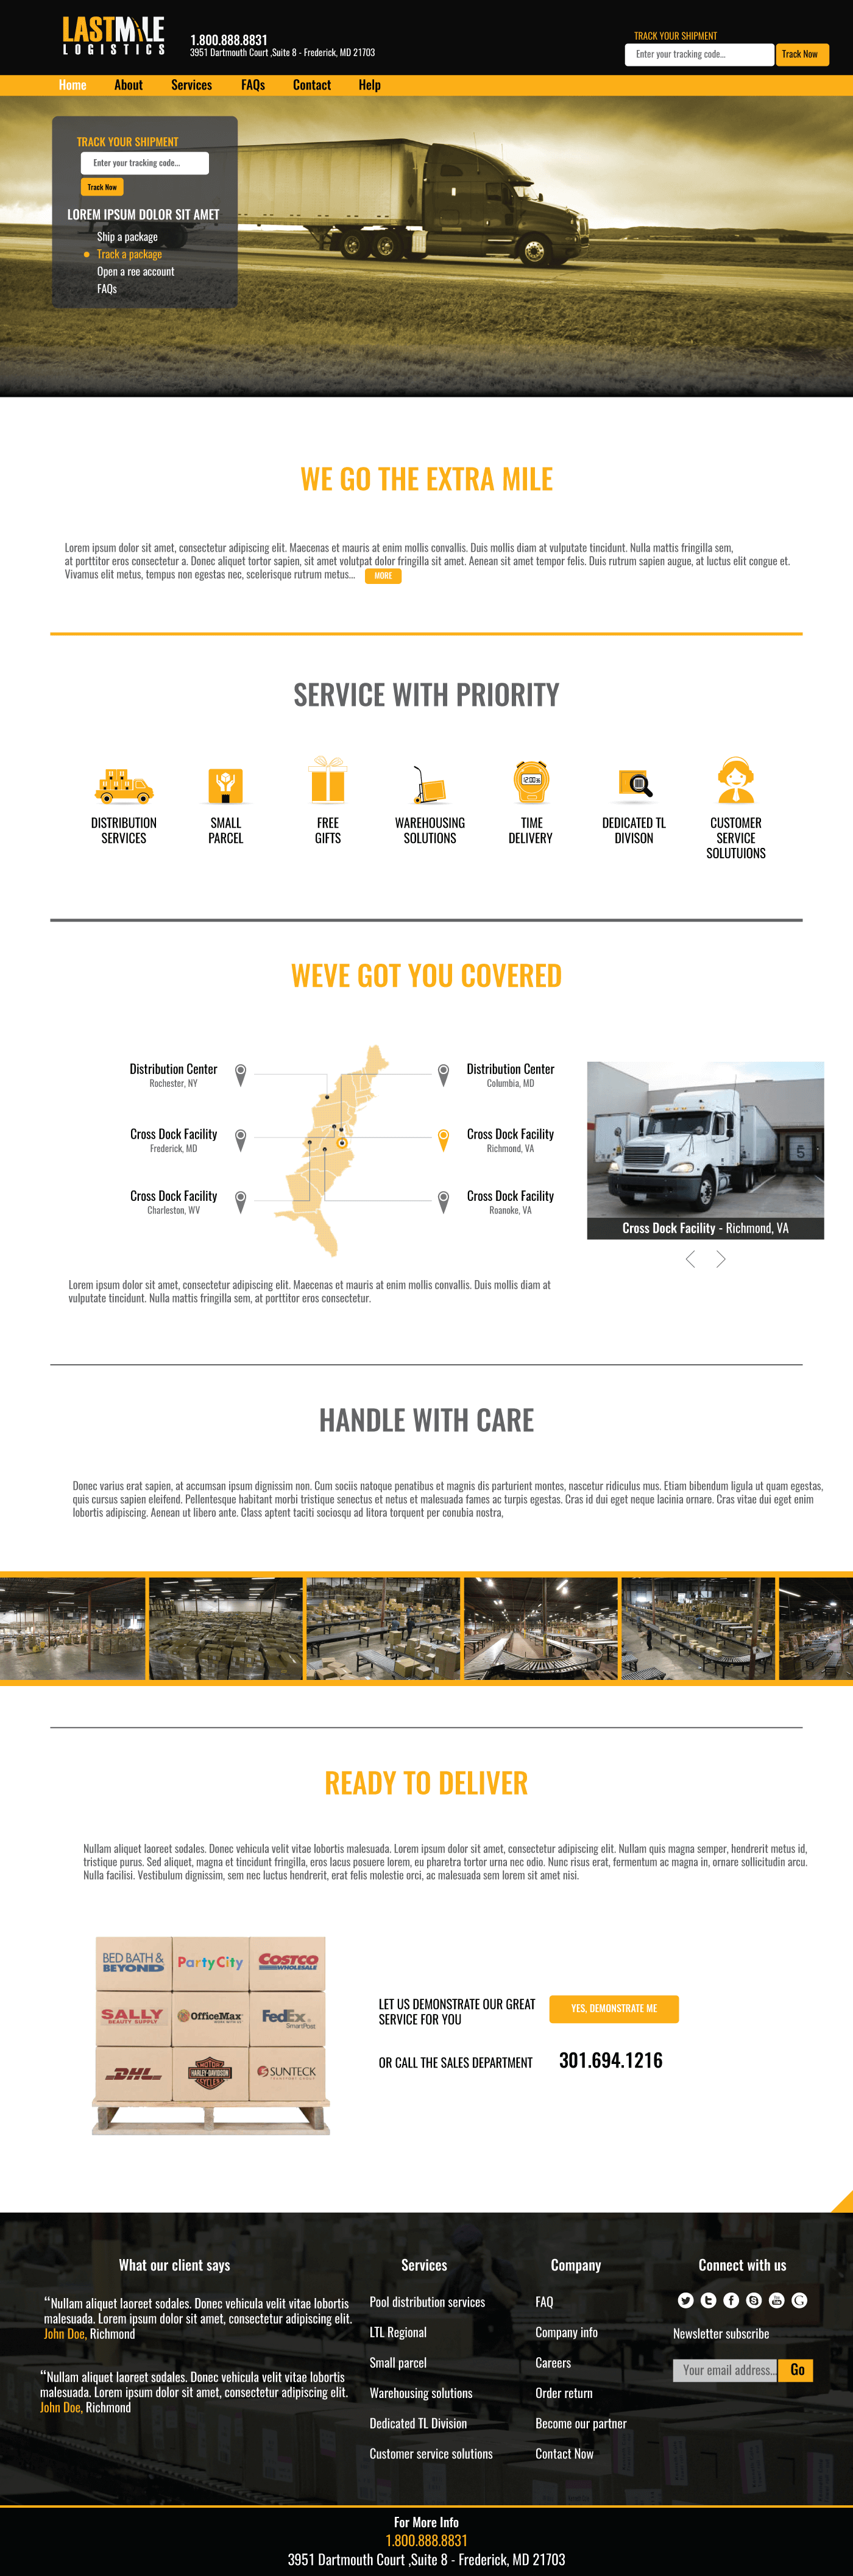 LASTMILE
LOGISTICS
1.800.888.8831
3951 Dartmouth Court ,Suite 8 - Frederick, MD 21703
TRACK YOUR SHIPMENT
Enter your tracking code...
Track Now
Home
About
Services
FAQs
Contact
Help
TRACK YOUR SHIPMENT
Enter your tracking code...
Track Now
LOREM IPSUM DOLOR SIT AMET
Ship a package
Track a package
Open a ree account
FAQs
WE GO THE EXTRA MILE
Lorem ipsum dolor sit amet, consectetur adipiscing elit. Maecenas et mauris at enim mollis convallis. Duis mollis diam at vulputate tincidunt. Nulla mattis fringilla sem,
at porttitor eros consectetur a. Donec aliquet tortor sapien, sit amet volutpat dolor fringilla sit amet. Aenean sit amet tempor felis. Duis rutrum sapien augue, at luctus elit congue et.
Vivamus elit metus, tempus non egestas nec, scelerisque rutrum metus...
MORE
SERVICE WITH PRIORITY
12:00
DISTRIBUTION
SERVICES
SMALL
PARCEL
FREE
GIFTS
WAREHOUSING
SOLUTIONS
TIME
DELIVERY
DEDICATED TL
DIVISON
CUSTOMER
SERVICE
SOLUTUIONS
WEVE GOT YOU COVERED
Distribution Center
Rochester, NY
Cross Dock Facility
Frederick, MD
Cross Dock Facility
Charleston, WV
Distribution Center
Columbia, MD
Cross Dock Facility
Richmond, VA
Cross Dock Facility
Roanoke, VA
5
Cross Dock Facility - Richmond, VA
Lorem ipsum dolor sit amet, consectetur adipiscing elit. Maecenas et mauris at enim mollis convallis. Duis mollis diam at
vulputate tincidunt. Nulla mattis fringilla sem, at porttitor eros consectetur.
HANDLE WITH CARE
Donec varius erat sapien, at accumsan ipsum dignissim non. Cum sociis natoque penatibus et magnis dis parturient montes, nascetur ridiculus mus. Etiam bibendum ligula ut quam egestas,
quis cursus sapien eleifend. Pellentesque habitant morbi tristique senectus et netus et malesuada fames ac turpis egestas. Cras id dui eget neque lacinia ornare. Cras vitae dui eget enim
lobortis adipiscing. Aenean ut libero ante. Class aptent taciti sociosqu ad litora torquent per conubia nostra,
READY TO DELIVER
Nullam aliquet laoreet sodales. Donec vehicula velit vitae lobortis malesuada. Lorem ipsum dolor sit amet, consectetur adipiscing elit. Nullam quis magna semper, hendrerit metus id,
tristique purus. Sed aliquet, magna et tincidunt fringilla, eros lacus posuere lorem, eu pharetra tortor urna nec odio. Nunc risus erat, fermentum ac magna in, ornare sollicitudin arcu.
Nulla facilisi. Vestibulum dignissim, sem nec luctus hendrerit, erat felis molestie orci, ac malesuada sem lorem sit amet nisi.
BED BATH &
BEYOND
PartyCity
COSTCO
WHOLESALE
SALLY
BEAUTY SUPPLY
OfficeMax
FedEx
SmartPost
DHL
MOTOR
HARLEY-DAVIDSON
CYCLES
SUNTECK
TRANSPORT GROUP
LET US DEMONSTRATE OUR GREAT
SERVICE FOR YOU
YES, DEMONSTRATE ME
OR CALL THE SALES DEPARTMENT
301.694.1216
What our client says
“Nullam aliquet laoreet sodales. Donec vehicula velit vitae lobortis
malesuada. Lorem ipsum dolor sit amet, consectetur adipiscing elit.
John Doe, Richmond
“Nullam aliquet laoreet sodales. Donec vehicula velit vitae lobortis
malesuada. Lorem ipsum dolor sit amet, consectetur adipiscing elit.
John Doe, Richmond
Services
Pool distribution services
LTL Regional
Small parcel
Warehousing solutions
Dedicated TL Division
Customer service solutions
Company
FAQ
Company info
Careers
Order return
Become our partner
Contact Now
Connect with us
Newsletter subscribe
Your email address...
Go
For More Info
1.800.888.8831
3951 Dartmouth Court ,Suite 8 - Frederick, MD 21703